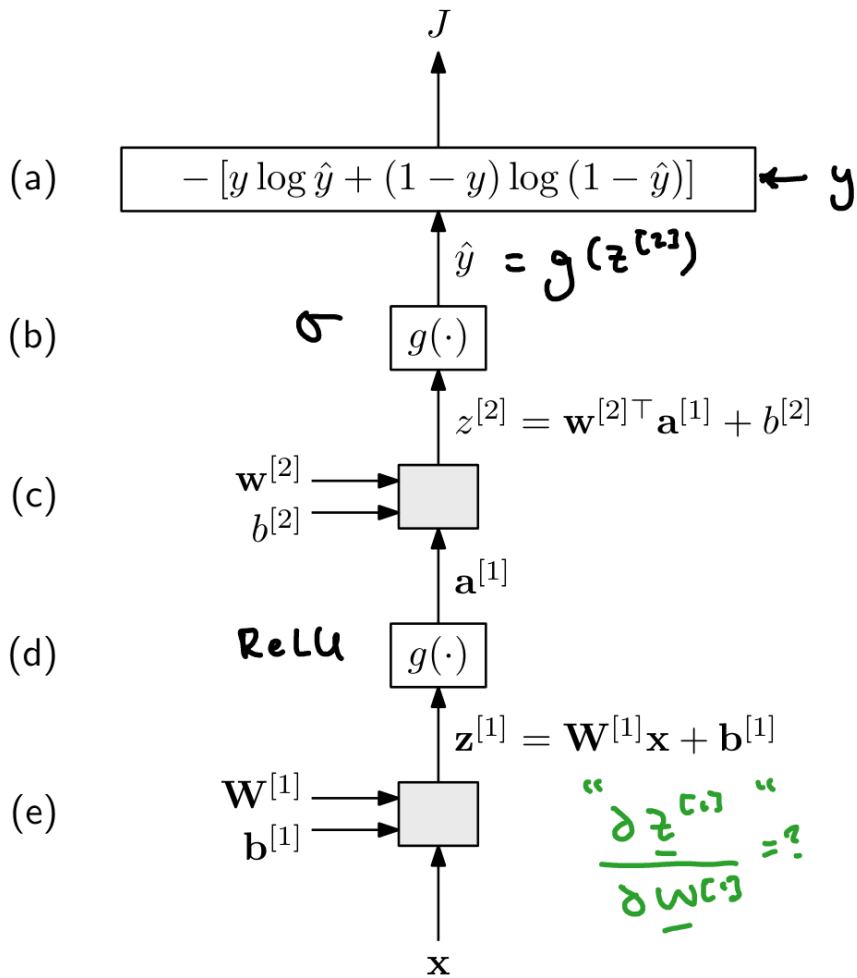 J
(a) − [y log ŷ + (1 − y) log (1 − ŷ)] ← y
ŷ = g(z^[2])
(b) σ g(·)
z^[2] = w^[2]⊤ a^[1] + b^[2]
w^[2]
(c)
b^[2]
a^[1]
(d) ReLU g(·)
z^[1] = W^[1]x + b^[1]
W^[1]
(e)
b^[1]
"∂z^[1]" / ∂W^[1] = ?
x